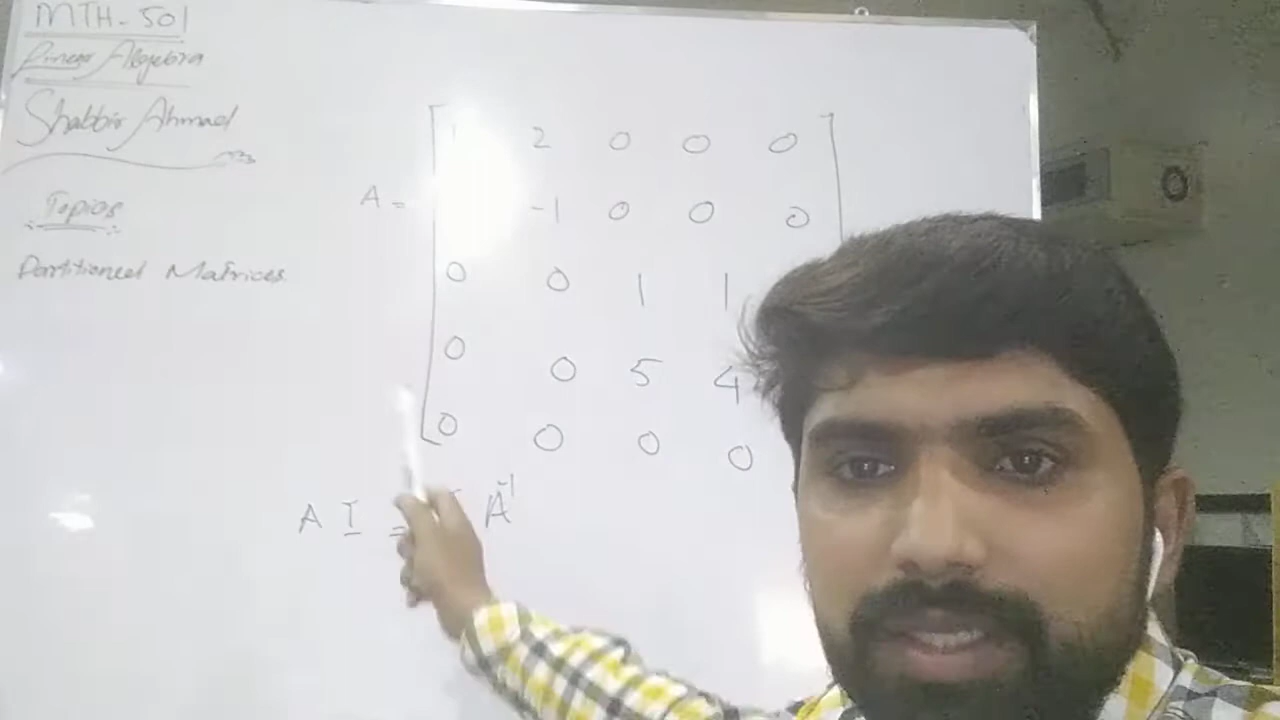 MTH-501
Linear Algebra
Shabbir Ahmad
Topics
Partitioned Matrices
1 2 0 0 0
A = -1 0 0 0
0 0 1 1
0 0 5 4
0 0 0 0
A I = I A⁻¹